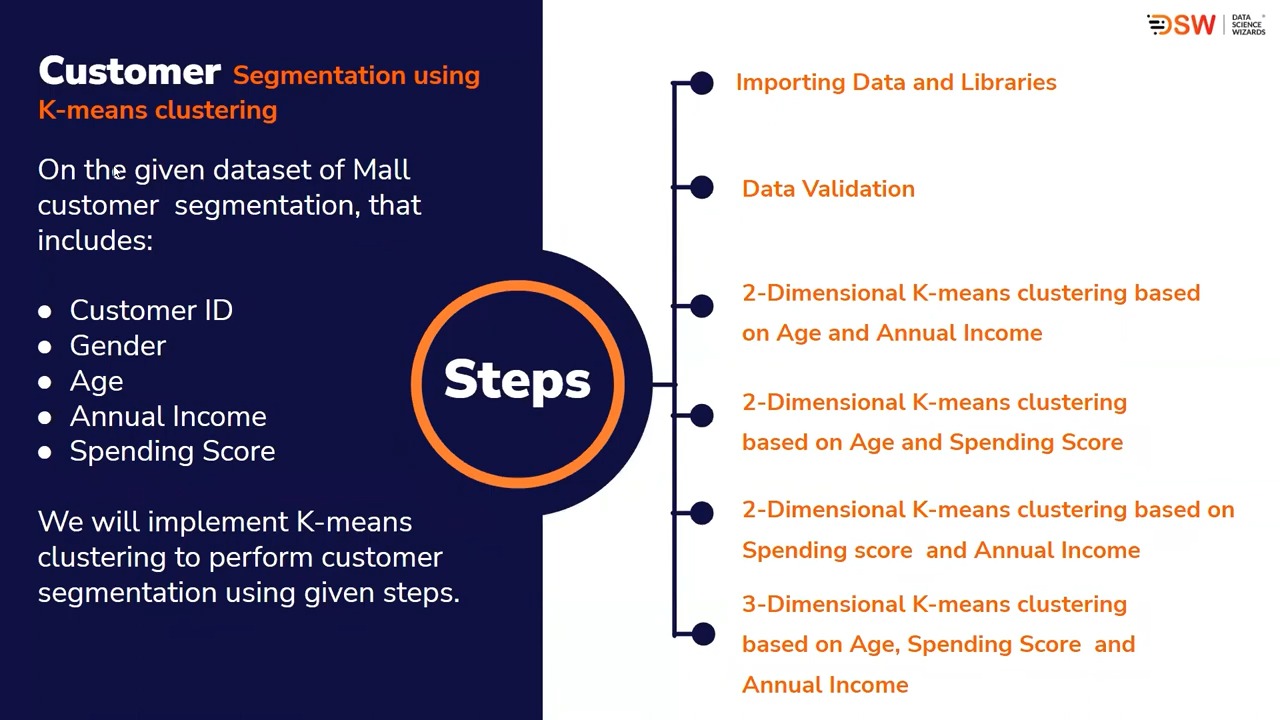 DSW DATA
SCIENCE
WIZARDS
Customer Segmentation using
K-means clustering
On the given dataset of Mall
customer segmentation, that
includes:
● Customer ID
● Gender
● Age
● Annual Income
● Spending Score
We will implement K-means
clustering to perform customer
segmentation using given steps.
Steps
Importing Data and Libraries
Data Validation
2-Dimensional K-means clustering based
on Age and Annual Income
2-Dimensional K-means clustering
based on Age and Spending Score
2-Dimensional K-means clustering based on
Spending score and Annual Income
3-Dimensional K-means clustering
based on Age, Spending Score and
Annual Income